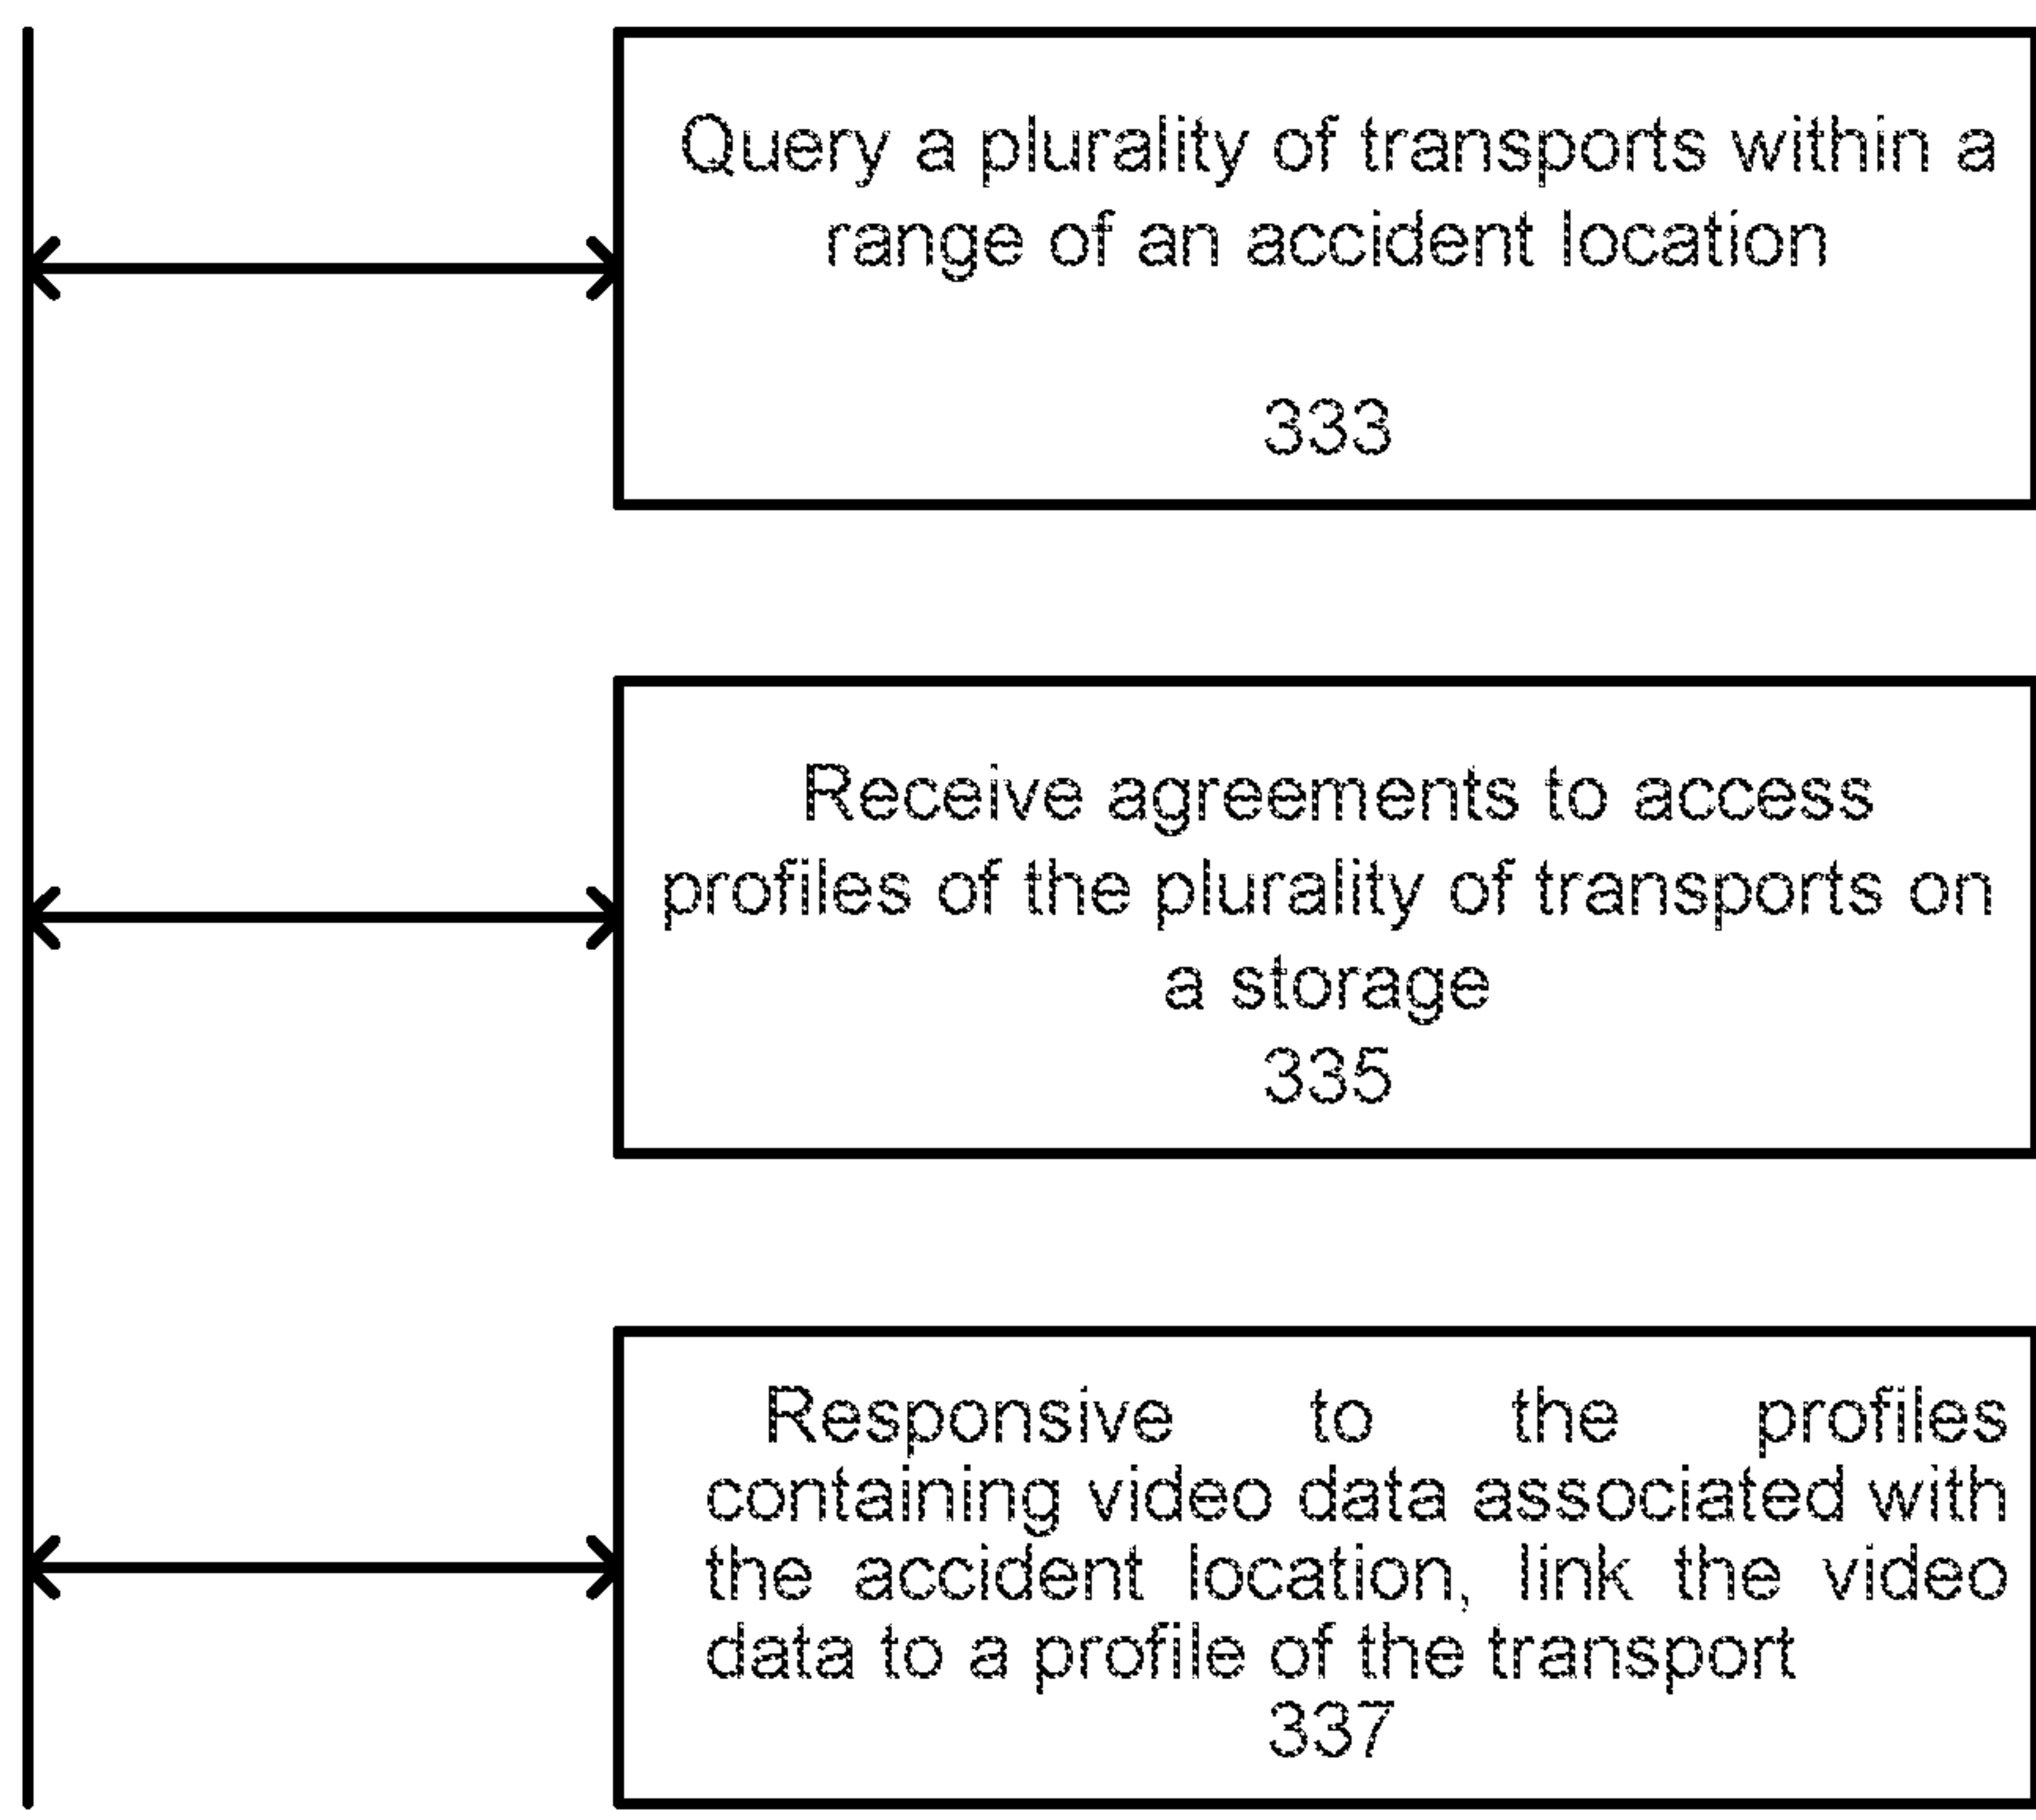 Query a plurality of transports within a
range of an accident location
333
Receive agreements to access
profiles of the plurality of transports on
a storage
335
Responsive to the profiles
containing video data associated with
the accident location, link the video
data to a profile of the transport
337